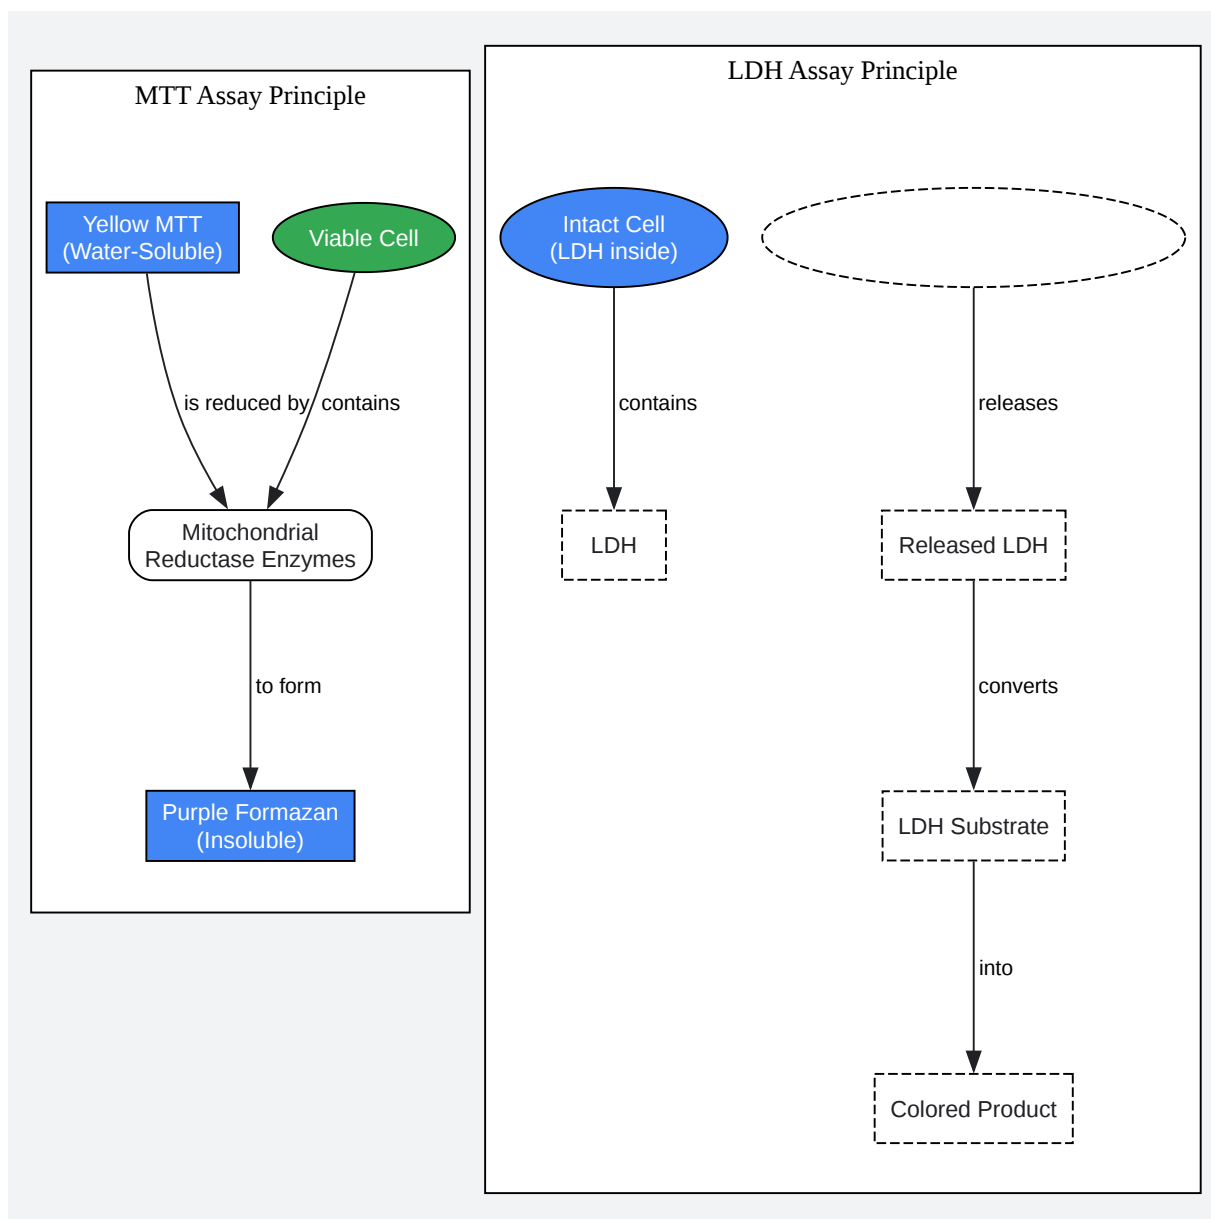 MTT Assay Principle
Yellow MTT
(Water-Soluble)
Viable Cell
is reduced by
contains
Mitochondrial
Reductase Enzymes
to form
Purple Formazan
(Insoluble)
LDH Assay Principle
Intact Cell
(LDH inside)
contains
releases
LDH
Released LDH
converts
LDH Substrate
into
Colored Product